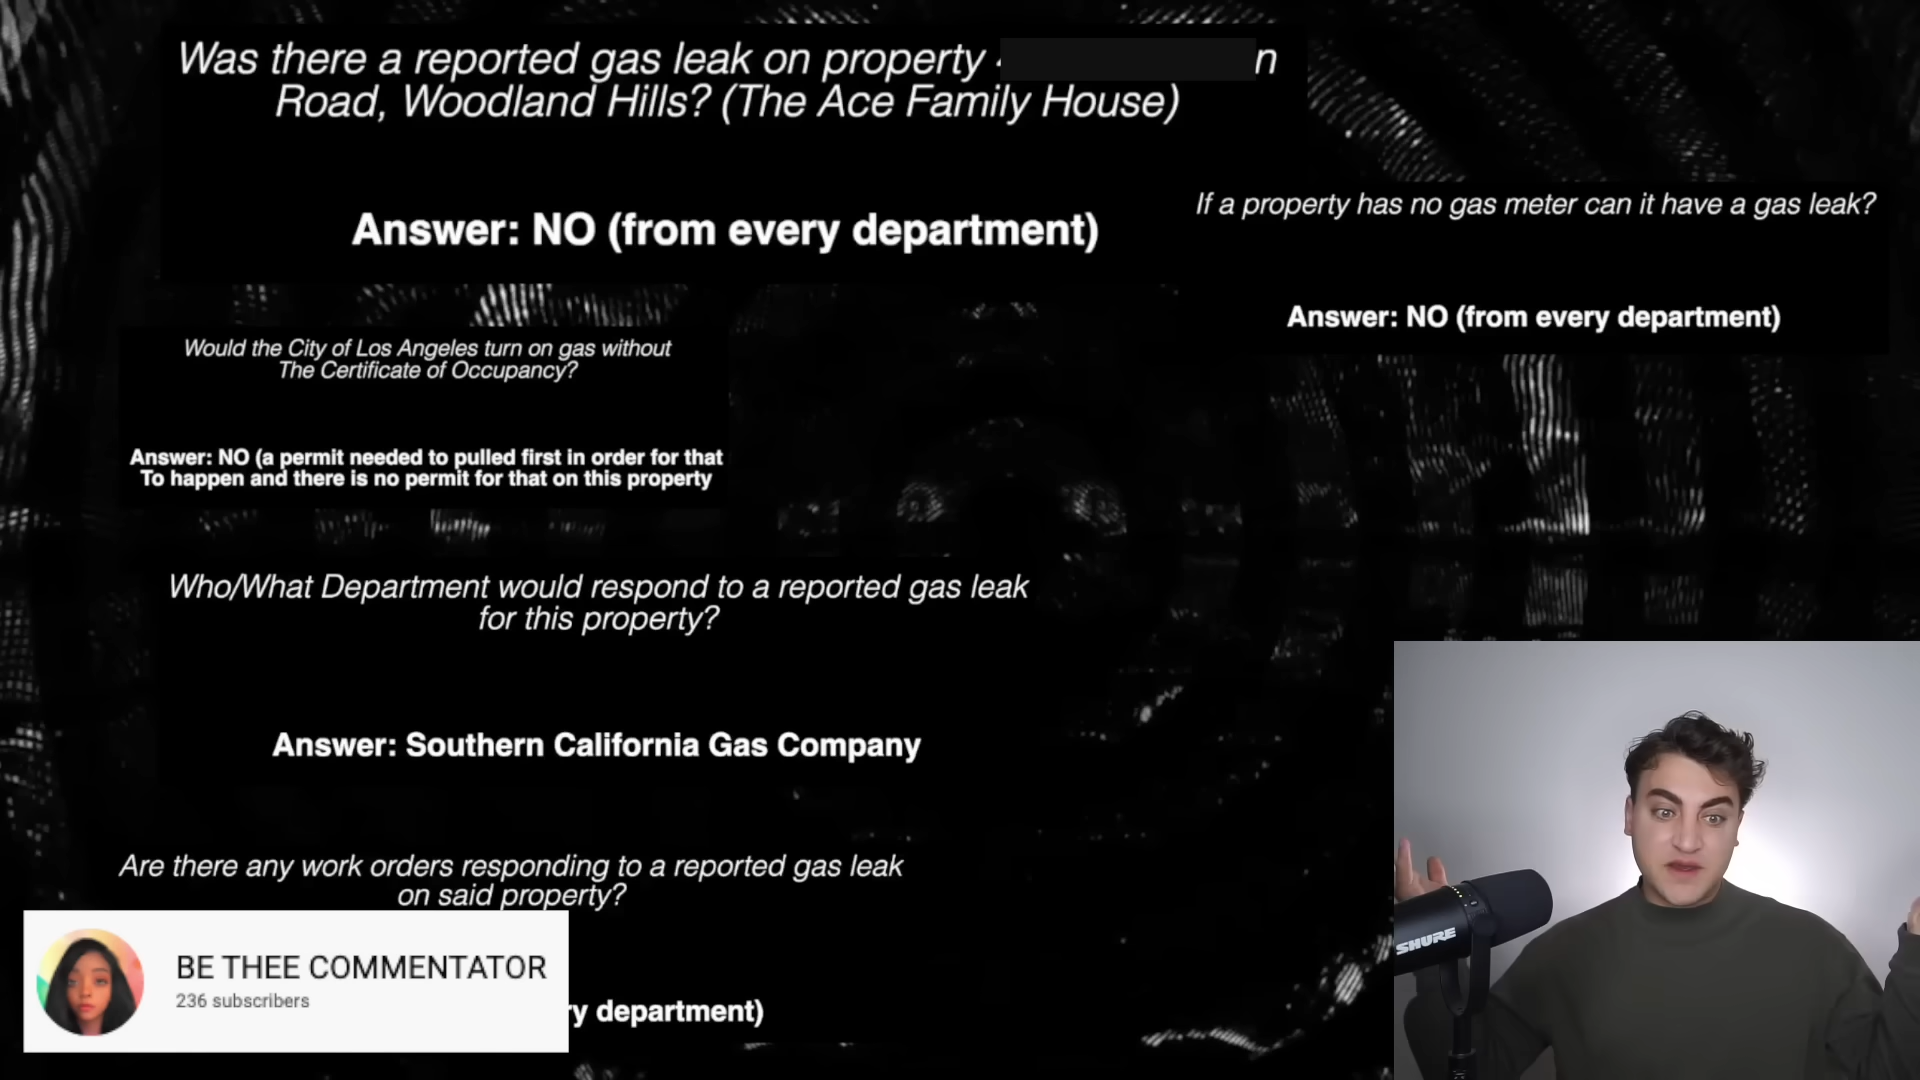 Was there a reported gas leak on property
n
Road, Woodland Hills? (The Ace Family House)
Answer: NO (from every department)
If a property has no gas meter can it have a gas leak?
Answer: NO (from every department)
Would the City of Los Angeles turn on gas without
The Certificate of Occupancy?
Answer: NO (a permit needed to pulled first in order for that
To happen and there is no permit for that on this property
Who/What Department would respond to a reported gas leak
for this property?
Answer: Southern California Gas Company
Are there any work orders responding to a reported gas leak
on said property?
ry department)
BE THEE COMMENTATOR
236 subscribers
SHURE